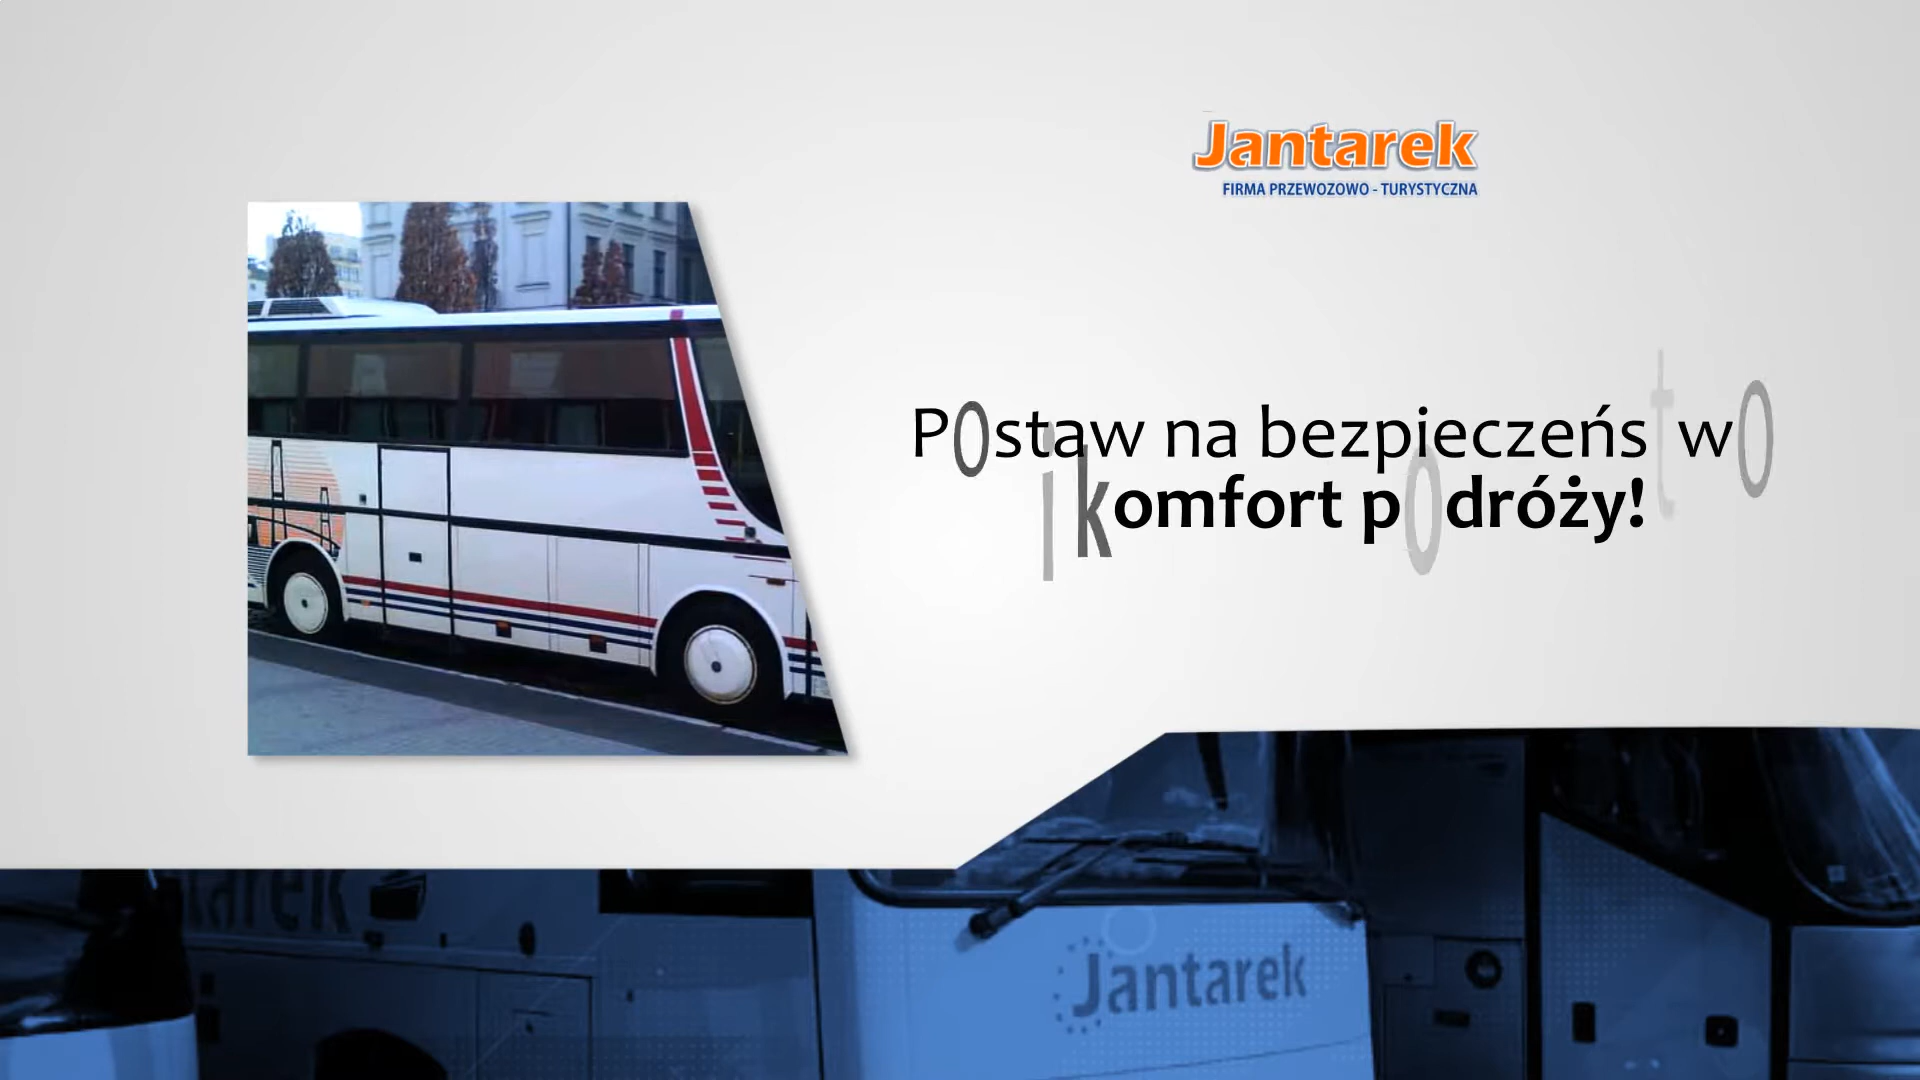 Jantarek
FIRMA PRZEWOZOWO - TURYSTYCZNA
Postaw na bezpieczeństwo
i komfort podróży!
Jantarek